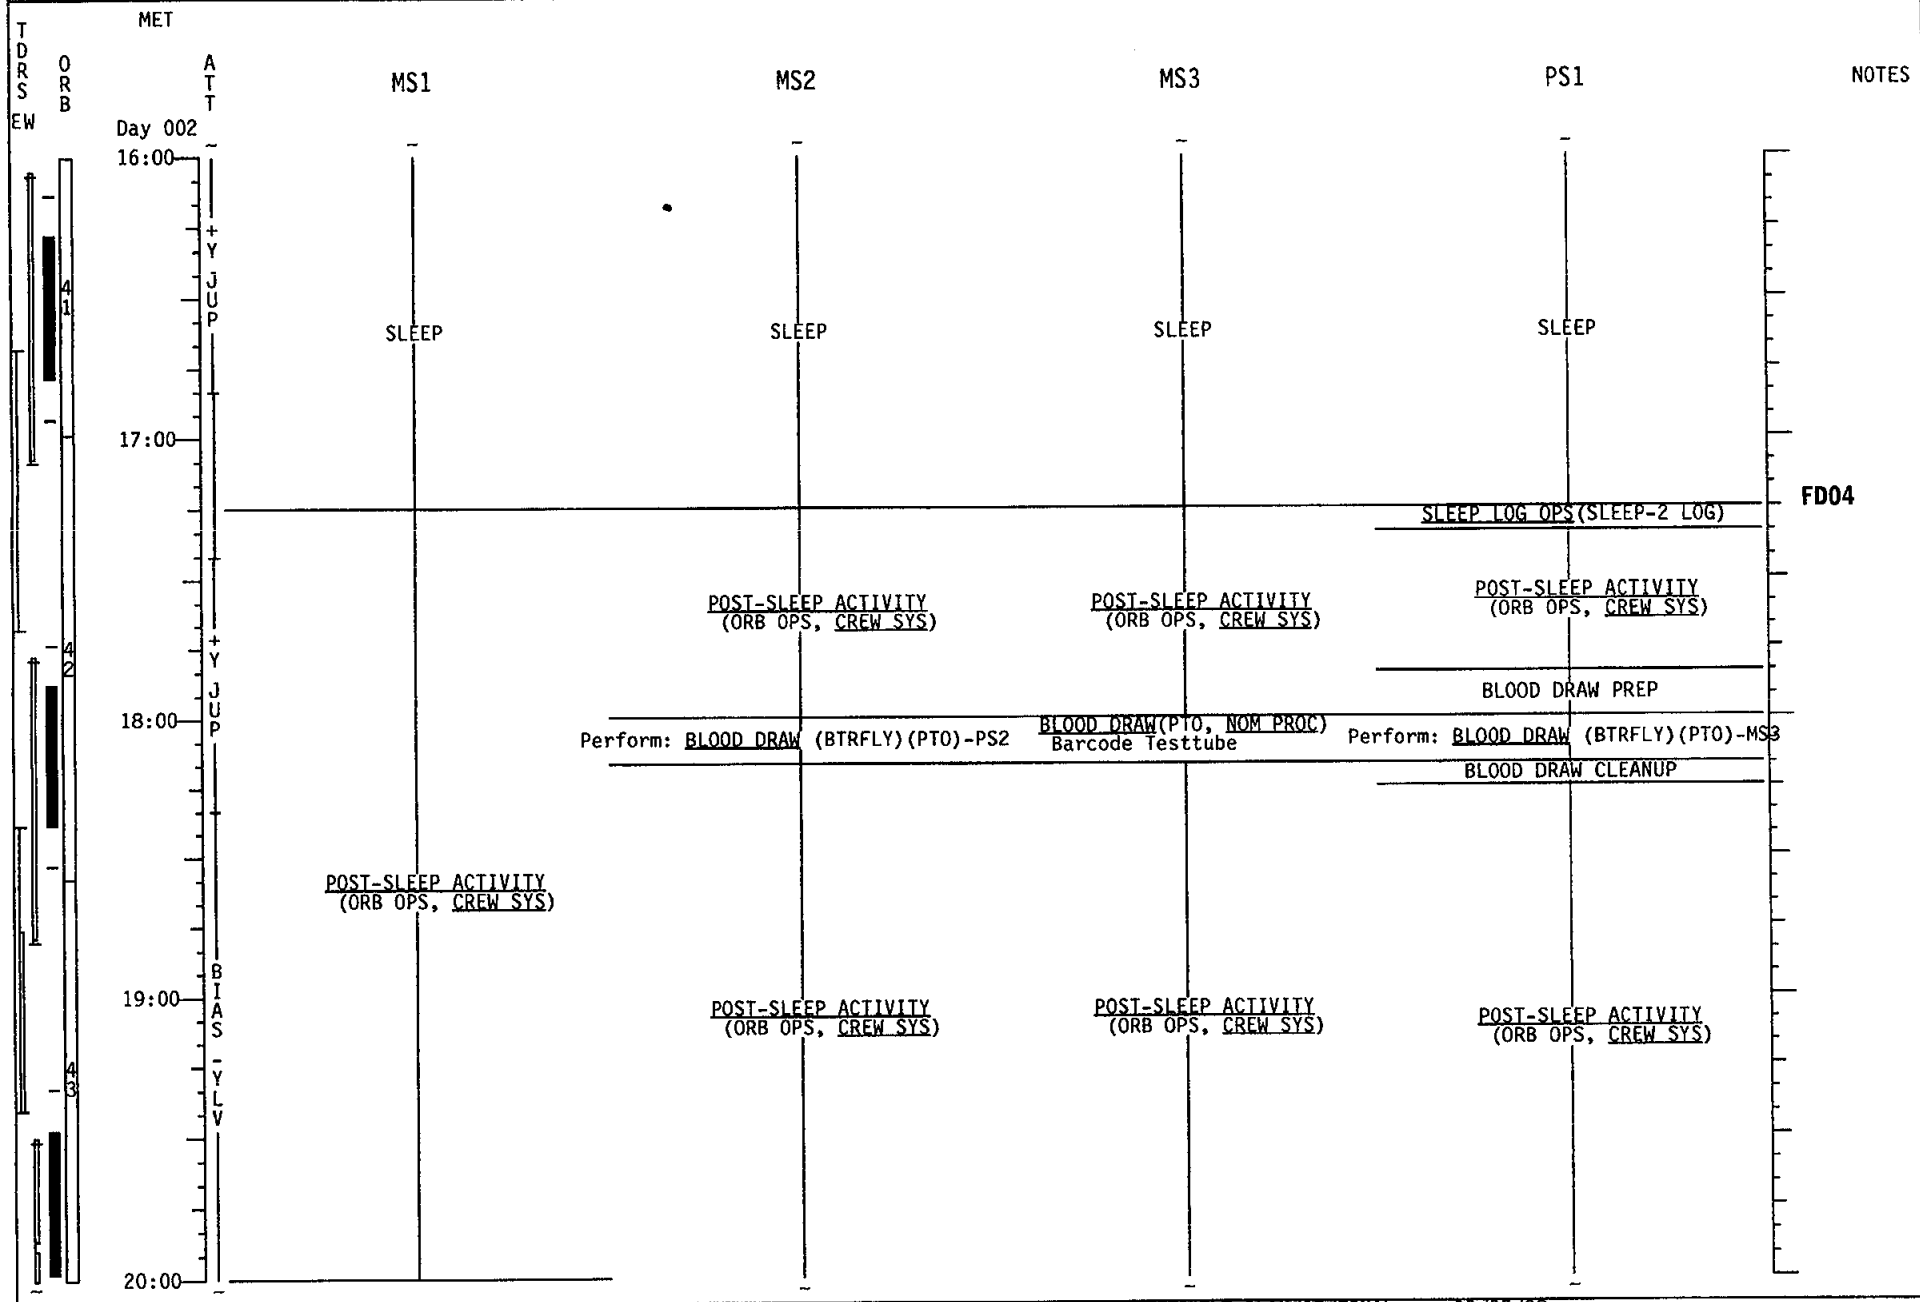 MET
TDRS
EW
ORB
ATT
MS1
MS2
MS3
PS1
NOTES
Day 002
16:00
+Y JUP
41
SLEEP
SLEEP
SLEEP
SLEEP
17:00
FD04
SLEEP LOG OPS(SLEEP-2 LOG)
POST-SLEEP ACTIVITY
(ORB OPS, CREW SYS)
POST-SLEEP ACTIVITY
(ORB OPS, CREW SYS)
POST-SLEEP ACTIVITY
(ORB OPS, CREW SYS)
42
+Y JUP
BLOOD DRAW PREP
18:00
Perform: BLOOD DRAW (BTRFLY)(PTO)-PS2
BLOOD DRAW(PTO, NOM PROC)
Barcode Testtube
Perform: BLOOD DRAW (BTRFLY)(PTO)-MS3
BLOOD DRAW CLEANUP
POST-SLEEP ACTIVITY
(ORB OPS, CREW SYS)
19:00
BIAS -YLV
43
POST-SLEEP ACTIVITY
(ORB OPS, CREW SYS)
POST-SLEEP ACTIVITY
(ORB OPS, CREW SYS)
POST-SLEEP ACTIVITY
(ORB OPS, CREW SYS)
20:00